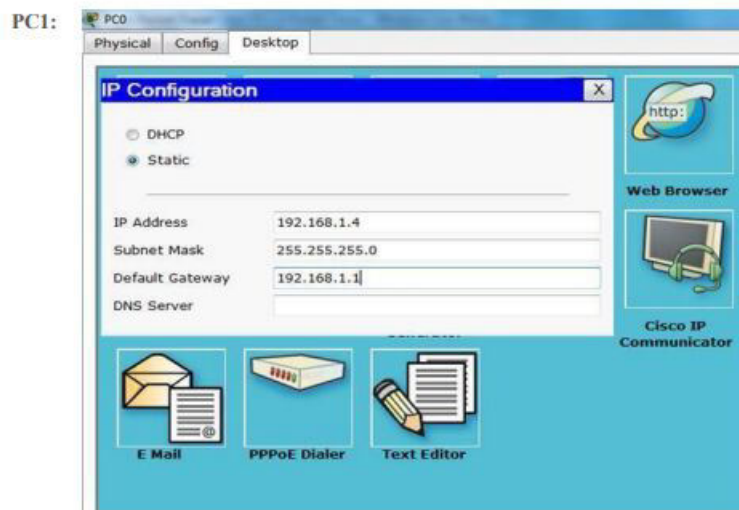 PC1:
PC0
Physical Config Desktop
IP Configuration X
DHCP
Static
http:
Web Browser
IP Address 192.168.1.4
Subnet Mask 255.255.255.0
Default Gateway 192.168.1.1
DNS Server
Cisco IP
Communicator
E Mail PPPoE Dialer Text Editor